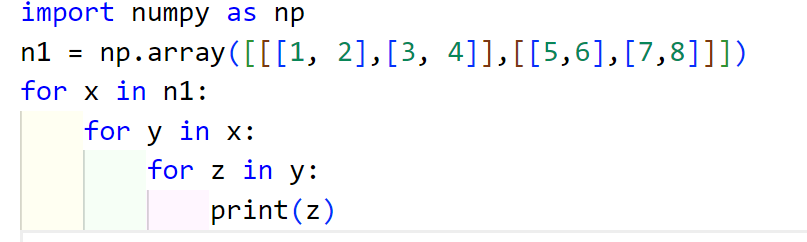 import numpy as np
n1 = np.array([[[1, 2],[3, 4]],[[5,6],[7,8]]])
for x in n1:
    for y in x:
        for z in y:
            print(z)